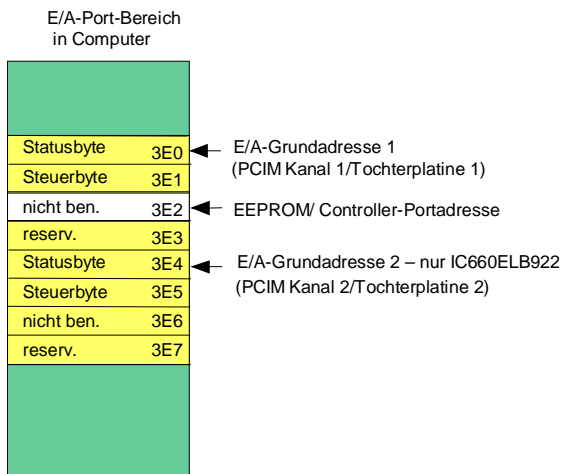 E/A-Port-Bereich
in Computer
Statusbyte 3E0
E/A-Grundadresse 1
(PCIM Kanal 1/Tochterplatine 1)
Steuerbyte 3E1
nicht ben. 3E2
EEPROM/ Controller-Portadresse
reserv. 3E3
Statusbyte 3E4
E/A-Grundadresse 2 – nur IC660ELB922
(PCIM Kanal 2/Tochterplatine 2)
Steuerbyte 3E5
nicht ben. 3E6
reserv. 3E7